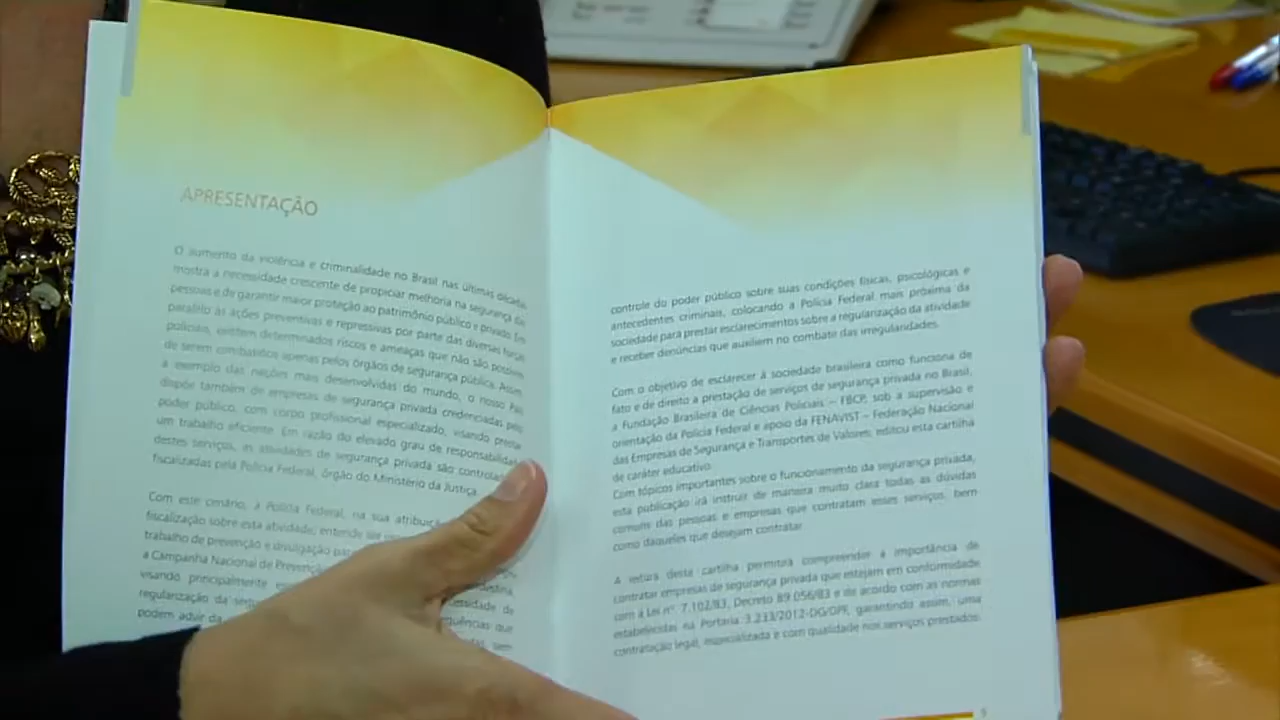 APRESENTAÇÃO
O aumento da violência e criminalidade no Brasil nas últimas
mostra a necessidade crescente de propiciar melhoria na segurança
pessoas e de garantir maior proteção ao patrimônio público e privado. Em
paralelo às ações preventivas e repressivas por parte das diversas forças
policiais, existem determinados riscos e ameaças que não são
de serem combatidos apenas pelos órgãos de segurança pública. Assim,
a exemplo das nações mais desenvolvidas do mundo, o nosso País
dispõe também de empresas de segurança privada credenciadas pelo
poder público, com corpo profissional especializado, visando prestar
um trabalho eficiente. Em razão do elevado grau de responsabilidade
destes serviços, as atividades de segurança privada são
fiscalizadas pela Polícia Federal, órgão do Ministério da Justiça.
Com este cenário, a Polícia Federal, na sua
fiscalização sobre esta atividade, entende ser
trabalho de prevenção e divulgação
a Campanha Nacional de
visando principalmente
regularização da
podem advir da
controle do poder público sobre suas condições físicas, psicológicas e
antecedentes criminais, colocando a Polícia Federal mais próxima da
sociedade para prestar esclarecimentos sobre a regularização da atividade
e receber denúncias que auxiliem no combate das irregularidades.
Com o objetivo de esclarecer à sociedade brasileira como funciona de
fato e de direito a prestação de serviços de segurança privada no Brasil,
a Fundação Brasileira de Ciências Policiais – FBCP, sob a supervisão e
orientação da Polícia Federal e apoio da FENAVIST – Federação Nacional
das Empresas de Segurança e Transportes de Valores, editou esta cartilha
de caráter educativo.
Com tópicos importantes sobre o funcionamento da segurança privada,
esta publicação irá instruir de maneira muito clara todas as dúvidas
comuns das pessoas e empresas que contratam esses serviços, bem
como daqueles que desejam contratar.
A leitura desta cartilha permitirá compreender a importância de
contratar empresas de segurança privada que estejam em conformidade
com a Lei nº. 7.102/83, Decreto 89.056/83 e de acordo com as normas
estabelecidas na Portaria 3.233/2012-DG/DPF, garantindo assim, uma
contratação legal, especializada e com qualidade nos serviços prestados.